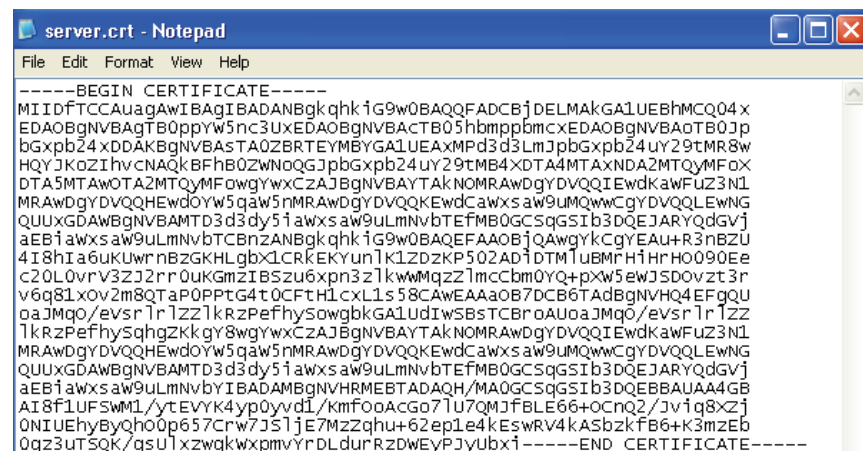 server.crt - Notepad
File Edit Format View Help
-----BEGIN CERTIFICATE-----
MIIDfTCCAuagAwIBAgIBADANBgkqhkiG9w0BAQQFADCBjDELMAkGA1UEBhMCQ04x
EDAOBgNVBAgTB0ppYW5nc3UxEDAOBgNVBAcTB05hbmppbmcxEDAOBgNVBAoTB0Jp
bGxpb24xDDAKBgNVBAsTA0ZBRTEYMBYGA1UEAxMPd3d3LmJpbGxpb24uY29tMR8w
HQYJKoZIhvcNAQkBFhB0ZWNoQGJpbGxpb24uY29tMB4XDTA4MTAxNDA2MTQyMFoX
DTA5MTAwOTA2MTQyMFowgYwxCzAJBgNVBAYTAkNOMRAwDgYDVQQIEwdKaWFuZ3N1
MRAwDgYDVQQHEwdOYW5qaW5nMRAwDgYDVQQKEwdCaWxsaW9uMQwwCgYDVQQLEwNG
QUUxGDAWBgNVBAMTD3d3dy5iaWxsaW9uLmNvbTEfMB0GCSqGSIb3DQEJARYQdGVj
aEBiaWxsaW9uLmNvbTCBnzANBgkqhkiG9w0BAQEFAAOBjQAwgYkCgYEAu+R3nBZU
4I8hIa6uKUwrnBzGKHLgbX1CRkEKYunlK1ZDzKP502ADiDTMluBMrHiHrHO090Ee
c20L0vrV3ZJ2rr0uKGmzIBSzu6xpn3zlkwWMqzZlmcCbm0YQ+pXW5eWJSDOvzt3r
v6q81xOv2m8QTaP0PPtG4t0CFtH1cxL1s58CAwEAAaOB7DCB6TAdBgNVHQ4EFgQU
oaJMqO/eVsrlrlZZlkRzPefhySowgbkGA1UdIwSBsTCBroAUoaJMqO/eVsrlrlZZ
lkRzPefhySqhgZKkgY8wgYwxCzAJBgNVBAYTAkNOMRAwDgYDVQQIEwdKaWFuZ3N1
MRAwDgYDVQQHEwdOYW5qaW5nMRAwDgYDVQQKEwdCaWxsaW9uMQwwCgYDVQQLEwNG
QUUxGDAWBgNVBAMTD3d3dy5iaWxsaW9uLmNvbTEfMB0GCSqGSIb3DQEJARYQdGVj
aEBiaWxsaW9uLmNvbYIBADAMBgNVHRMEBTADAQH/MA0GCSqGSIb3DQEBBAUAA4GB
AI8f1UFSWM1/ytEVYK4yp0yvd1/KmfOoAcGo7lU7QMJfBLE66+OCnQ2/Jviq8XZj
0NIUEhyByQhO0p657Crw7JSljE7MzZqhu+62ep1e4kEswRV4kASbzkfB6+K3mzEb
0qz3uTSQK/gsUlxzwgkWxpmvYrDLdurRzDWEyPJyUbxi-----END CERTIFICATE-----